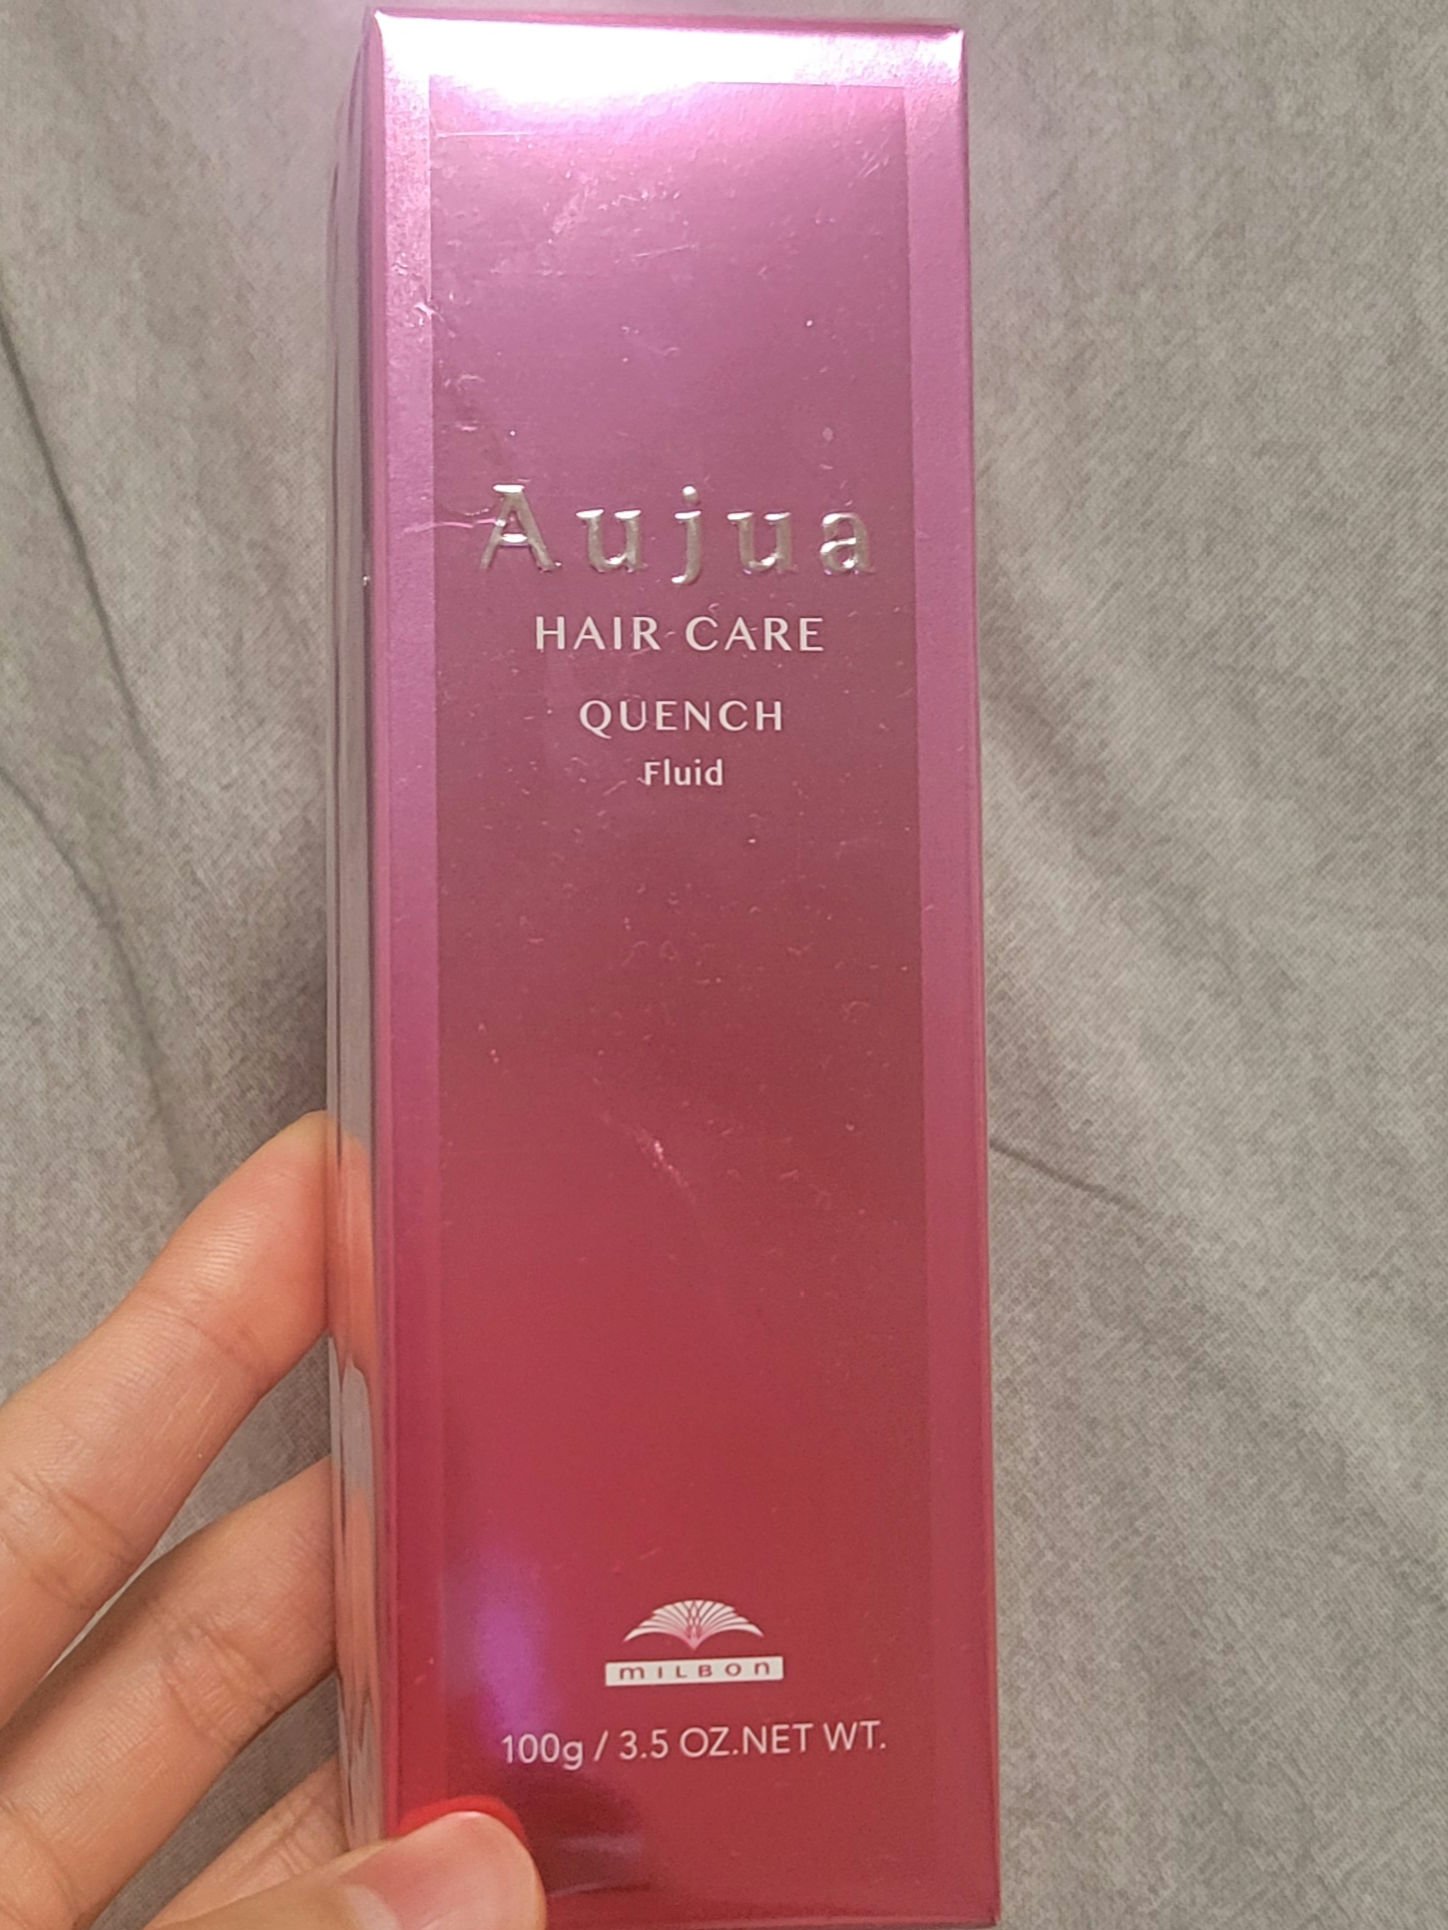 Aujua
HAIR CARE
QUENCH
Fluid
MILBON
100g / 3.5 OZ.NET WT.